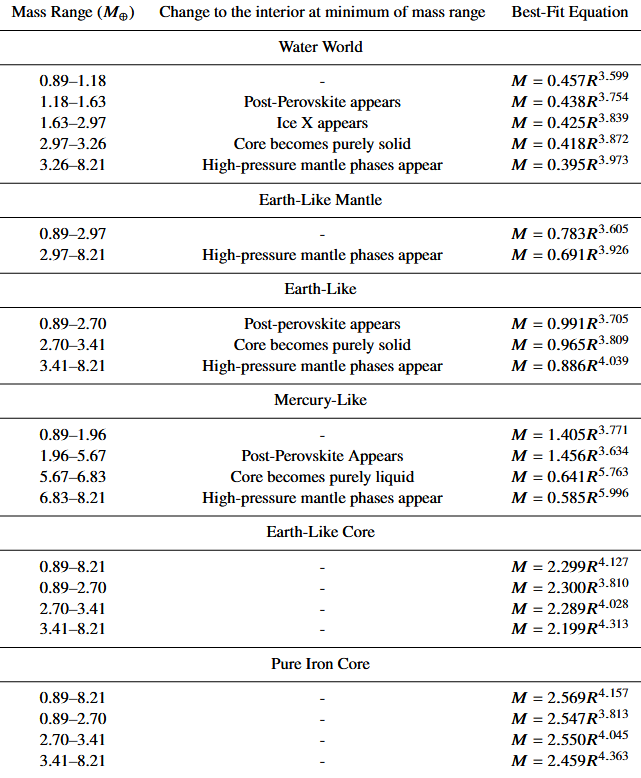 Mass Range (M⊕) Change to the interior at minimum of mass range Best-Fit Equation
Water World
0.89–1.18 - M = 0.457R^3.599
1.18–1.63 Post-Perovskite appears M = 0.438R^3.754
1.63–2.97 Ice X appears M = 0.425R^3.839
2.97–3.26 Core becomes purely solid M = 0.418R^3.872
3.26–8.21 High-pressure mantle phases appear M = 0.395R^3.973
Earth-Like Mantle
0.89–2.97 - M = 0.783R^3.605
2.97–8.21 High-pressure mantle phases appear M = 0.691R^3.926
Earth-Like
0.89–2.70 Post-perovskite appears M = 0.991R^3.705
2.70–3.41 Core becomes purely solid M = 0.965R^3.809
3.41–8.21 High-pressure mantle phases appear M = 0.886R^4.039
Mercury-Like
0.89–1.96 - M = 1.405R^3.771
1.96–5.67 Post-Perovskite Appears M = 1.456R^3.634
5.67–6.83 Core becomes purely liquid M = 0.641R^5.763
6.83–8.21 High-pressure mantle phases appear M = 0.585R^5.996
Earth-Like Core
0.89–8.21 - M = 2.299R^4.127
0.89–2.70 - M = 2.300R^3.810
2.70–3.41 - M = 2.289R^4.028
3.41–8.21 - M = 2.199R^4.313
Pure Iron Core
0.89–8.21 - M = 2.569R^4.157
0.89–2.70 - M = 2.547R^3.813
2.70–3.41 - M = 2.550R^4.045
3.41–8.21 - M = 2.459R^4.363